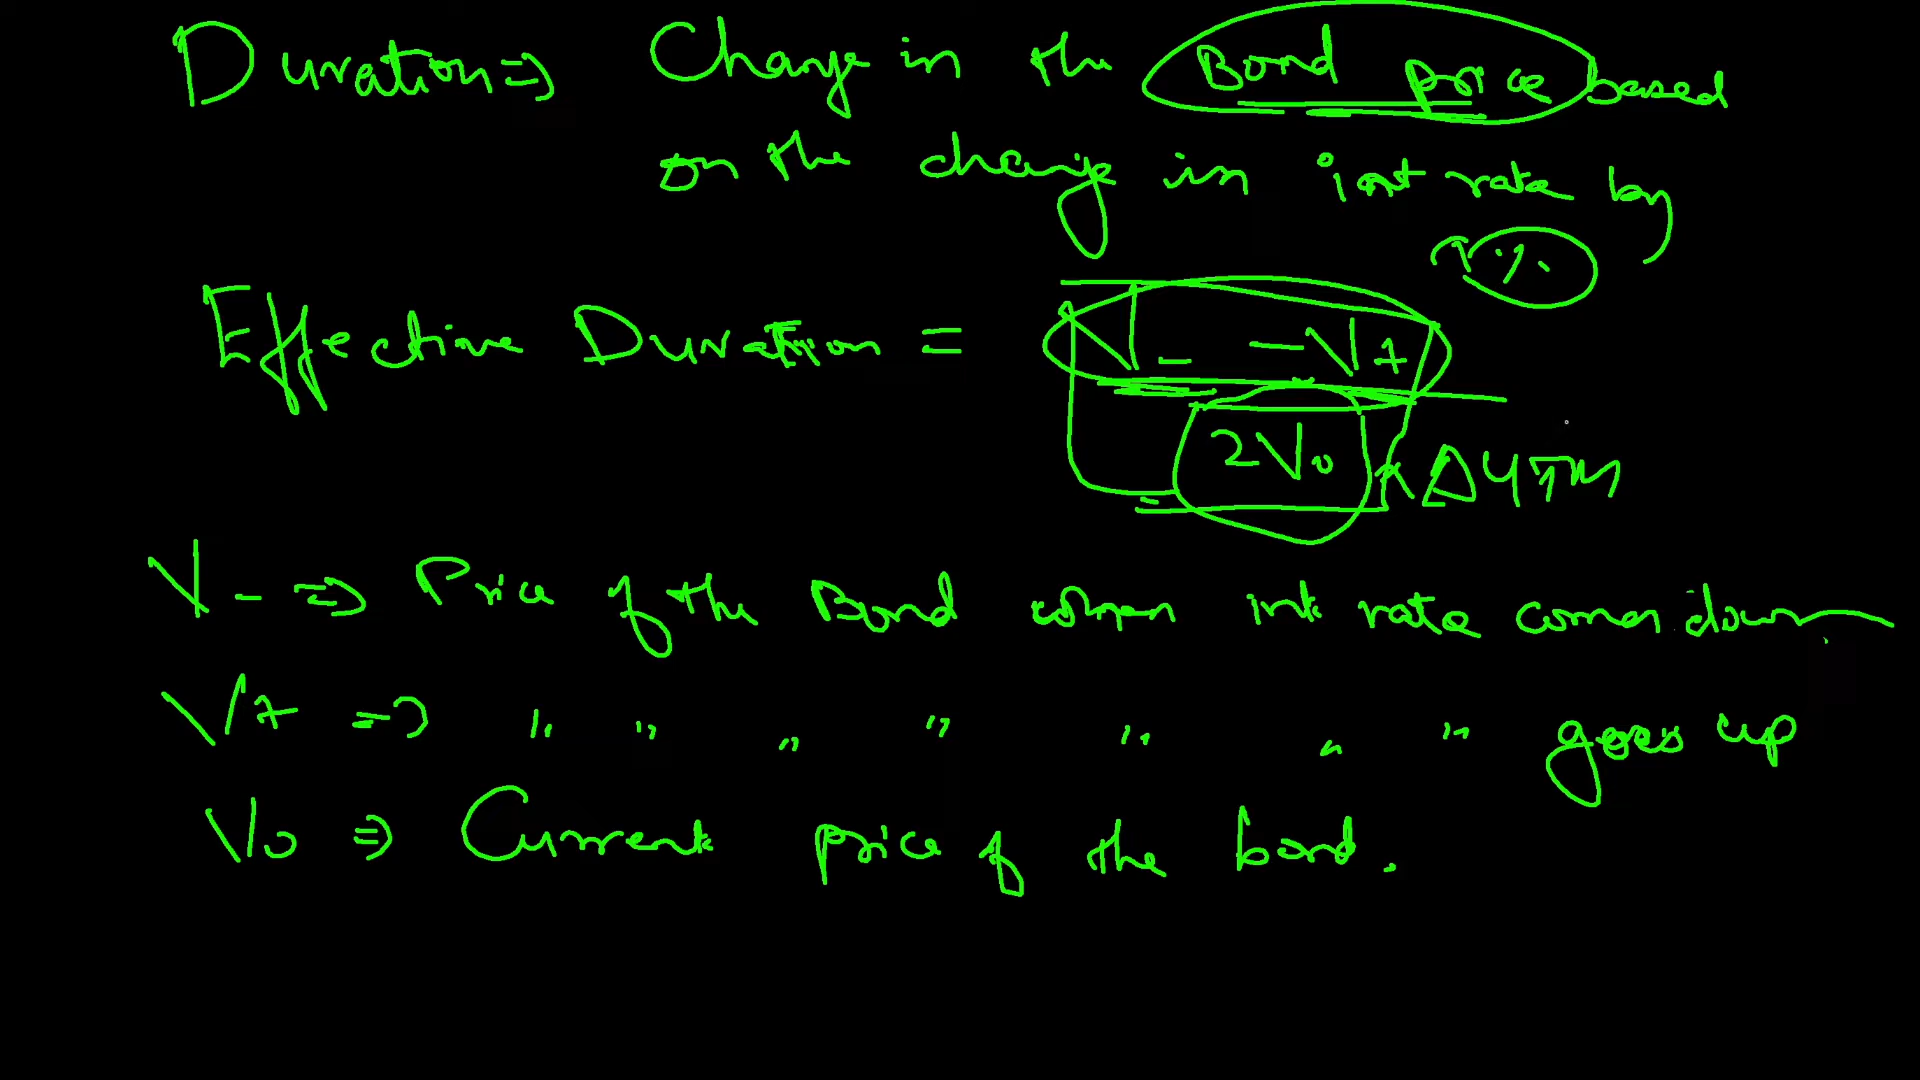 Duration => Change in the Bond price based
on the change in int rate by
1%
Effective Duration = V_ - V+
2V0 x ΔYTM
V_ => Price of the Bond when int rate comes down.
V+ => " " " " " " " goes up
V0 => Current price of the bond.